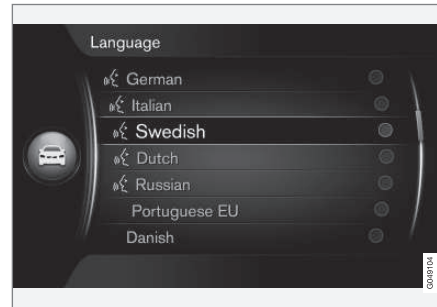 Language
German
Italian
Swedish
Dutch
Russian
Portuguese EU
Danish
G049104